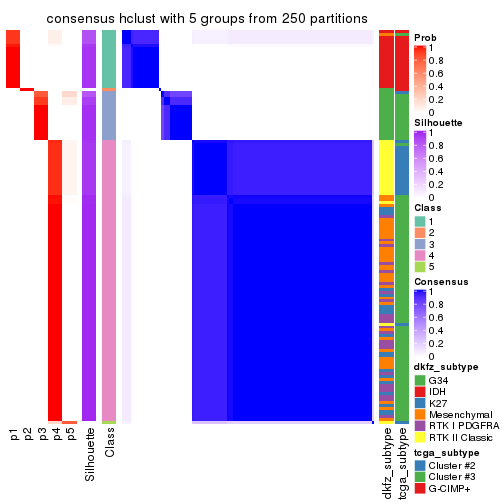 consensus hclust with 5 groups from 250 partitions
Prob
1
0.8
0.6
0.4
0.2
0
Silhouette
1
0.8
0.6
0.4
0.2
0
Class
1
2
3
4
5
Consensus
1
0.8
0.6
0.4
0.2
0
dkfz_subtype
G34
IDH
K27
Mesenchymal
RTK I PDGFRA
RTK II Classic
tcga_subtype
Cluster #2
Cluster #3
G-CIMP+
p1
p2
p3
p4
p5
Silhouette
Class
dkfz_subtype
tcga_subtype